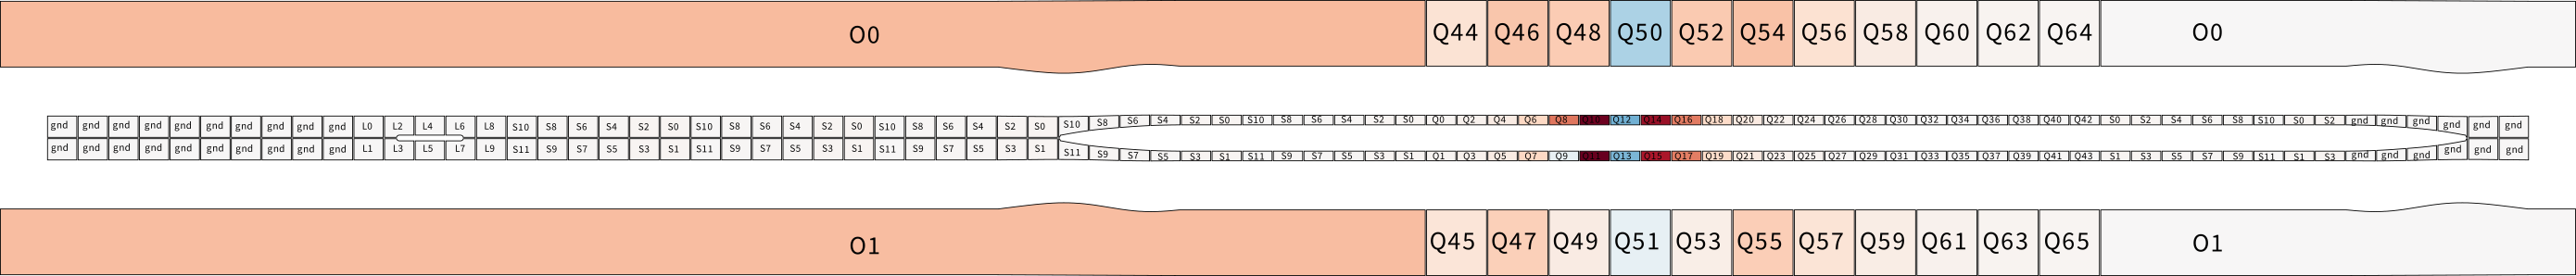 O0 Q44 Q46 Q48 Q50 Q52 Q54 Q56 Q58 Q60 Q62 Q64 O0
gnd gnd gnd gnd gnd gnd gnd gnd gnd gnd L0 L2 L4 L6 L8 S10 S8 S6 S4 S2 S0 S10 S8 S6 S4 S2 S0 S10 S8 S6 S4 S2 S0 S10 S8 S6 S4 S2 S0 S10 S8 S6 S4 S2 S0 Q0 Q2 Q4 Q6 Q8 Q10 Q12 Q14 Q16 Q18 Q20 Q22 Q24 Q26 Q28 Q30 Q32 Q34 Q36 Q38 Q40 Q42 S0 S2 S4 S6 S8 S10 S0 S2 gnd gnd gnd gnd gnd gnd
gnd gnd gnd gnd gnd gnd gnd gnd gnd gnd L1 L3 L5 L7 L9 S11 S9 S7 S5 S3 S1 S11 S9 S7 S5 S3 S1 S11 S9 S7 S5 S3 S1 S11 S9 S7 S5 S3 S1 S11 S9 S7 S5 S3 S1 Q1 Q3 Q5 Q7 Q9 Q11 Q13 Q15 Q17 Q19 Q21 Q23 Q25 Q27 Q29 Q31 Q33 Q35 Q37 Q39 Q41 Q43 S1 S3 S5 S7 S9 S11 S1 S3 gnd gnd gnd gnd gnd gnd
O1 Q45 Q47 Q49 Q51 Q53 Q55 Q57 Q59 Q61 Q63 Q65 O1